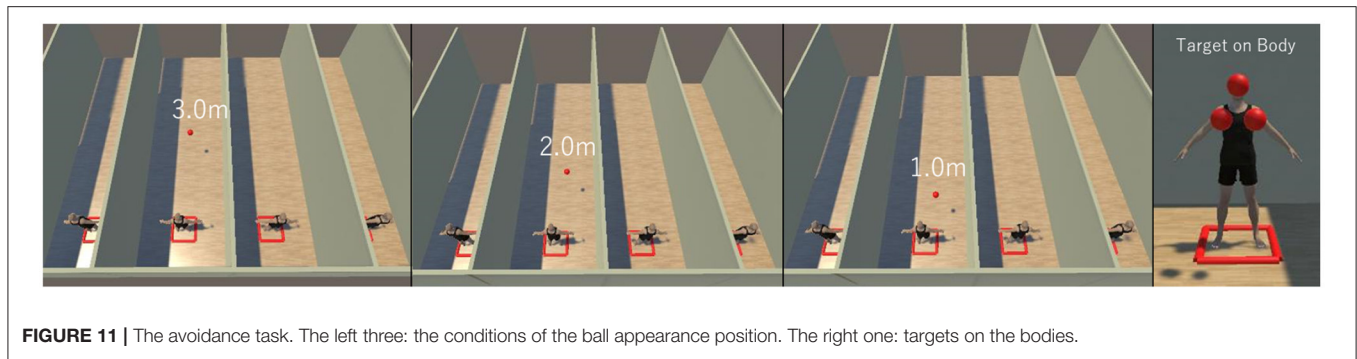 3.0m
2.0m
1.0m
Target on Body
FIGURE 11 | The avoidance task. The left three: the conditions of the ball appearance position. The right one: targets on the bodies.